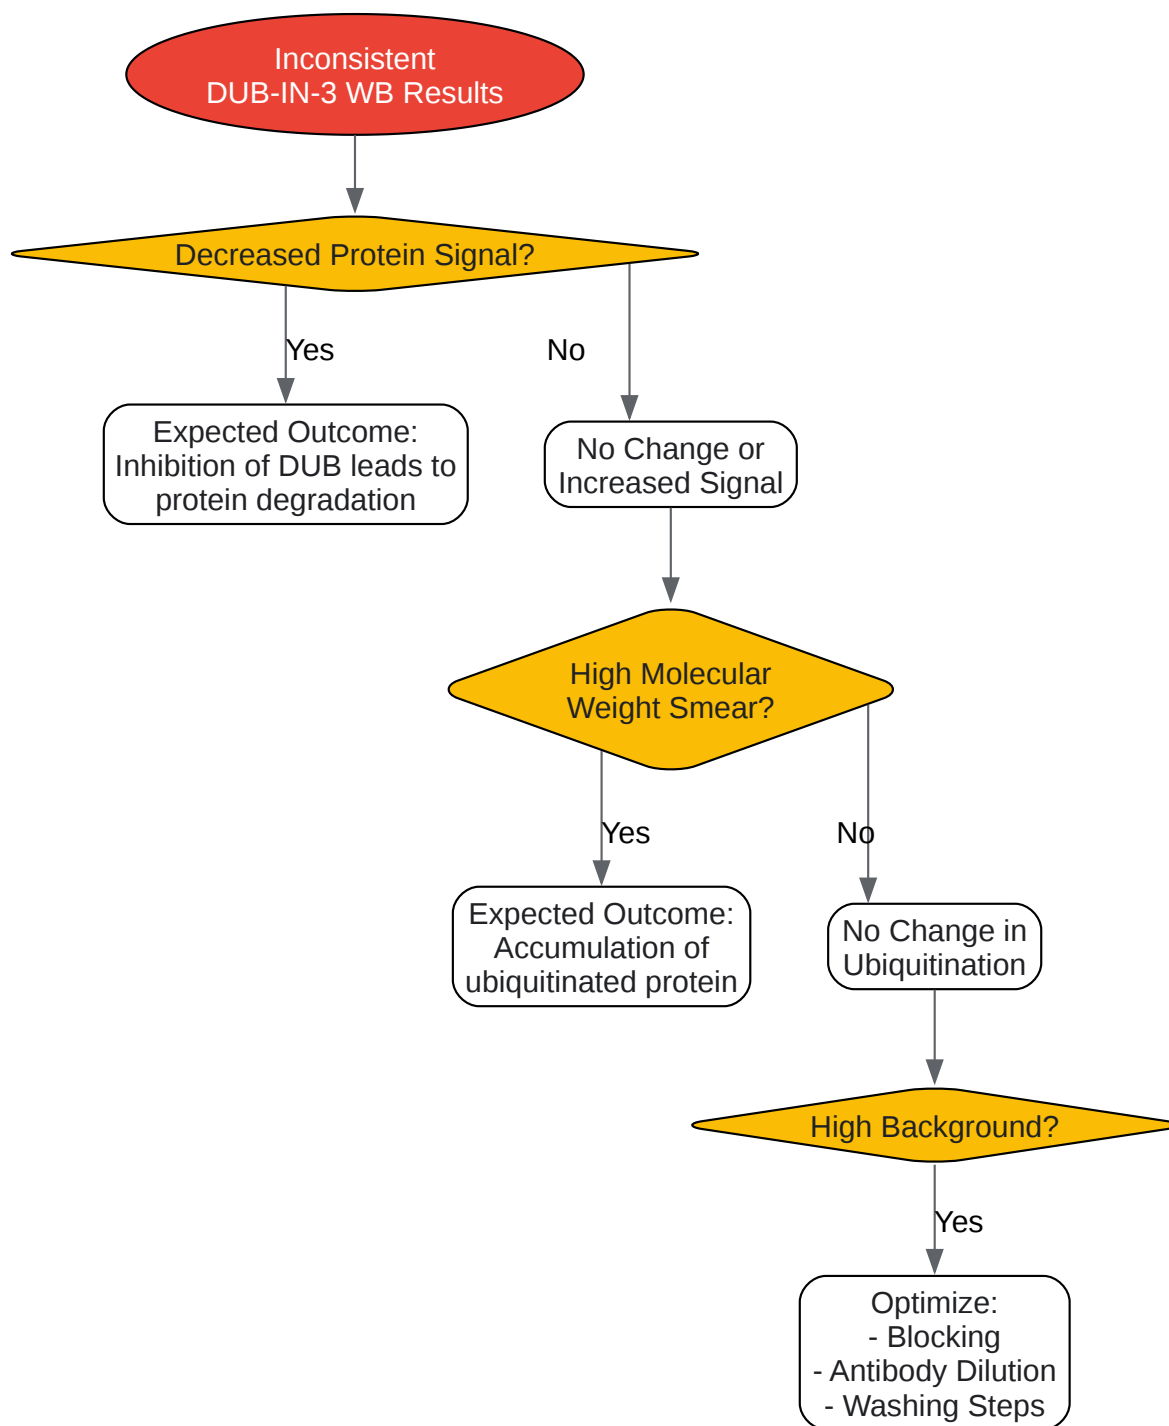 Inconsistent
DUB-IN-3 WB Results
Decreased Protein Signal?
Yes
No
Expected Outcome:
Inhibition of DUB leads to
protein degradation
No Change or
Increased Signal
High Molecular
Weight Smear?
Yes
No
Expected Outcome:
Accumulation of
ubiquitinated protein
No Change in
Ubiquitination
High Background?
Yes
Optimize:
- Blocking
- Antibody Dilution
- Washing Steps